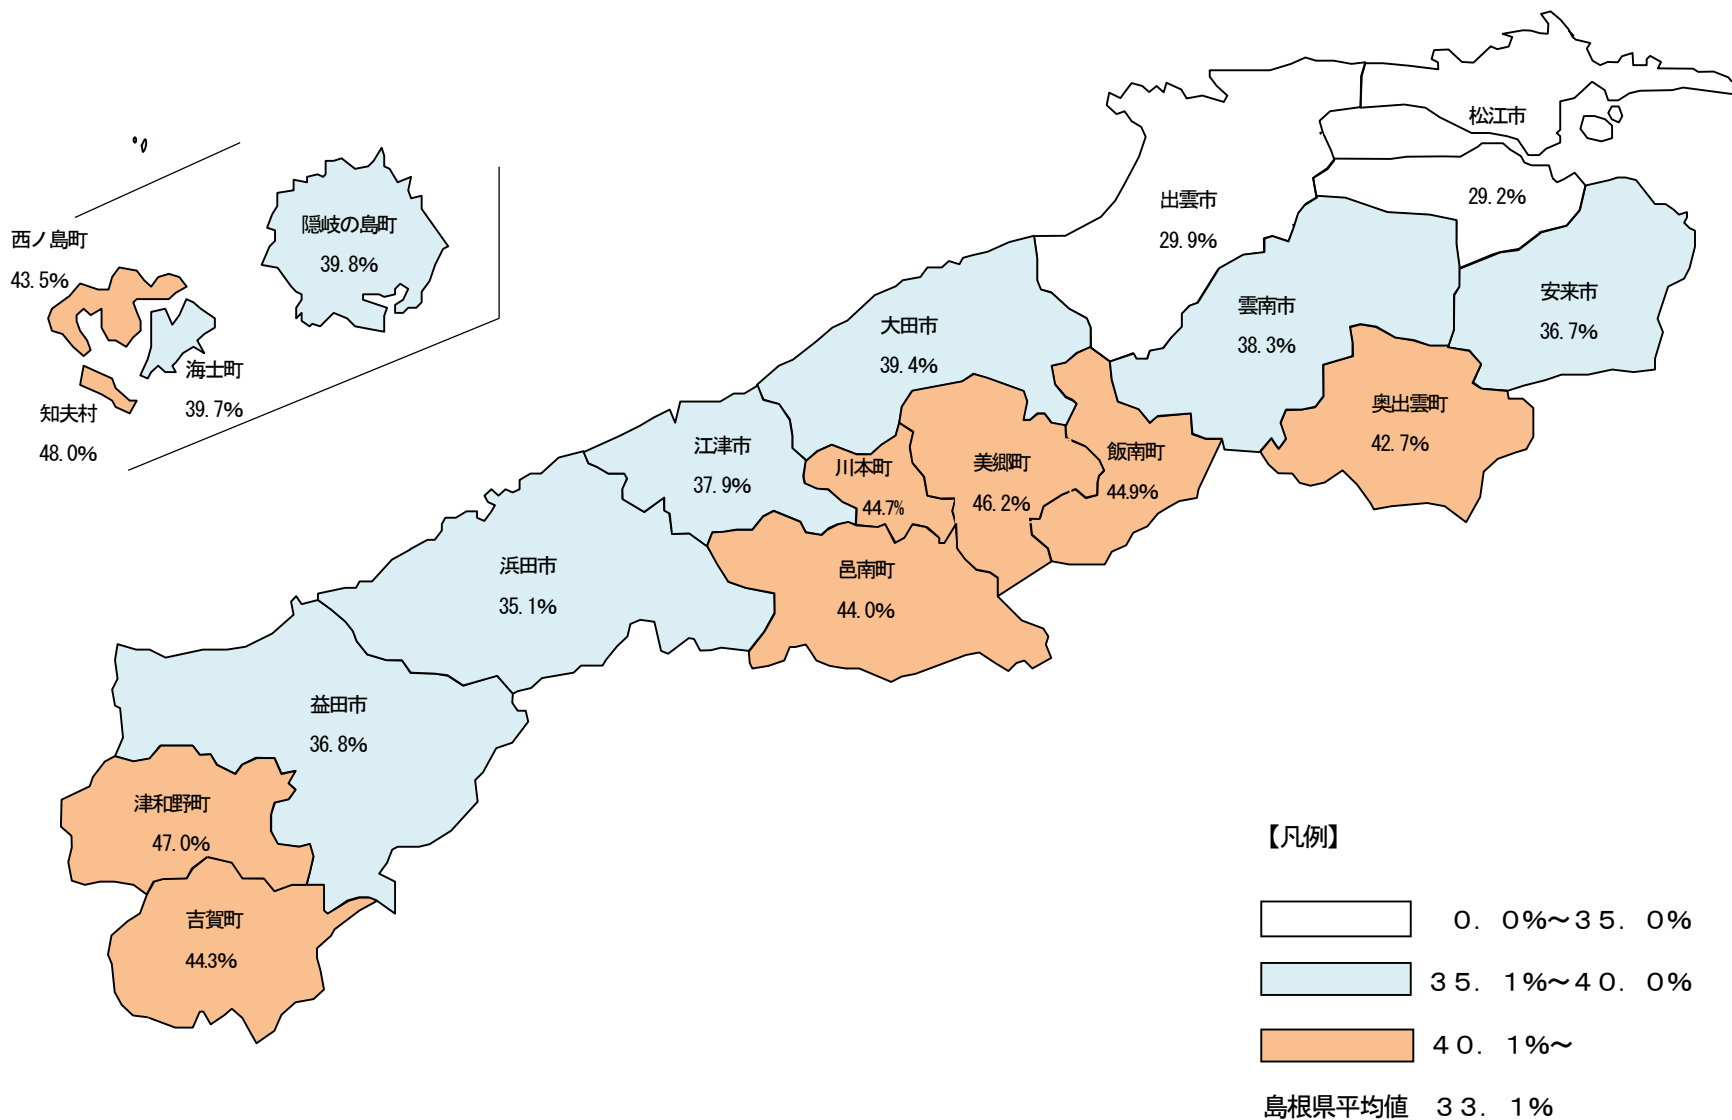 松江市
29.2%
出雲市
29.9%
隠岐の島町
39.8%
西ノ島町
43.5%
海士町
39.7%
知夫村
48.0%
安来市
36.7%
雲南市
38.3%
大田市
39.4%
奥出雲町
42.7%
飯南町
44.9%
美郷町
46.2%
川本町
44.7%
江津市
37.9%
浜田市
35.1%
邑南町
44.0%
益田市
36.8%
津和野町
47.0%
吉賀町
44.3%
【凡例】
0.0%～35.0%
35.1%～40.0%
40.1%～
島根県平均値 33.1%